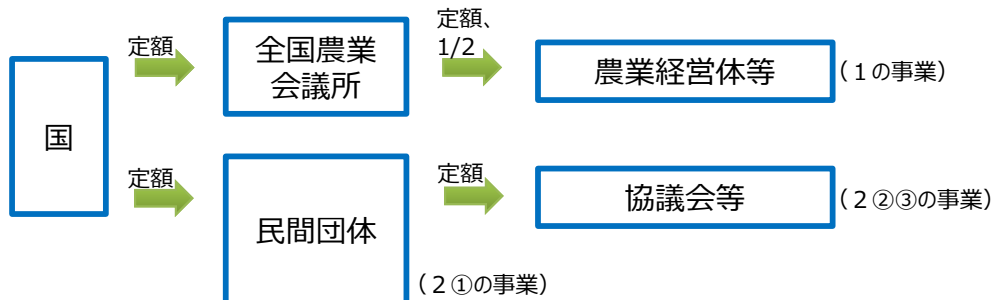 国
定額
全国農業
会議所
定額、
1/2
農業経営体等
（１の事業）
定額
民間団体
（２①の事業）
定額
協議会等
（２②③の事業）